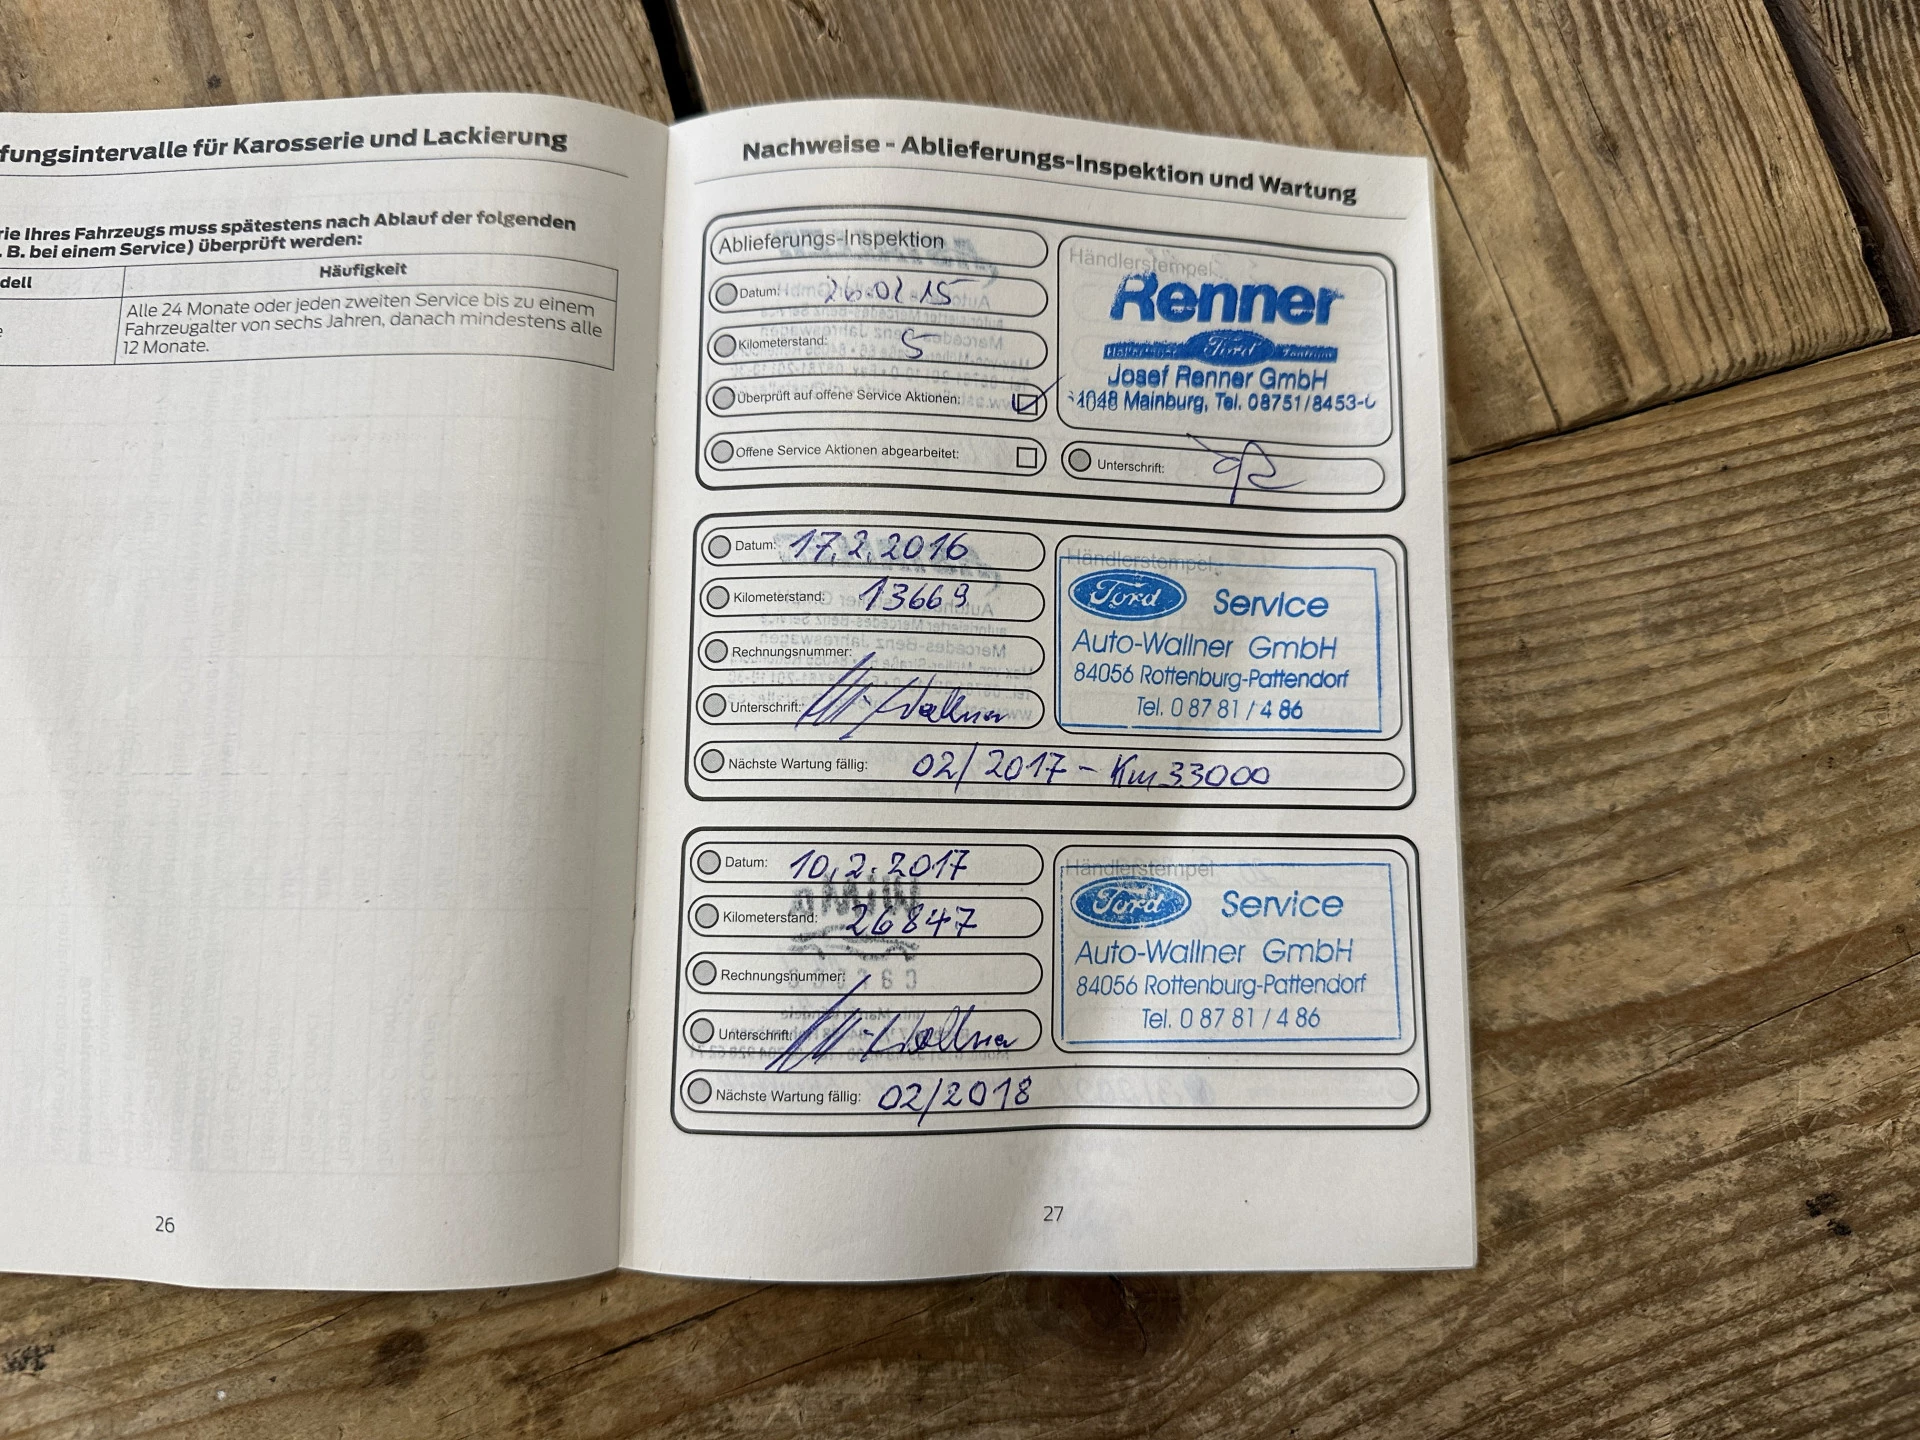 fungsintervalle für Karosserie und Lackierung
rie Ihres Fahrzeugs muss spätestens nach Ablauf der folgenden
. B. bei einem Service) überprüft werden:
dell
Häufigkeit
e
Alle 24 Monate oder jeden zweiten Service bis zu einem
Fahrzeugalter von sechs Jahren, danach mindestens alle
12 Monate.
26
Nachweise - Ablieferungs-Inspektion und Wartung
Ablieferungs-Inspektion
Datum: 26.02.15
Kilometerstand: 5
Überprüft auf offene Service Aktionen:
Offene Service Aktionen abgearbeitet:
Händlerstempel
Renner
Ford
Josef Renner GmbH
84048 Mainburg, Tel. 08751/8453-0
Unterschrift:
Datum: 17.2.2016
Kilometerstand: 13669
Rechnungsnummer:
Unterschrift: Wallner
Händlerstempel
Ford Service
Auto-Wallner GmbH
84056 Rottenburg-Pattendorf
Tel. 0 87 81 / 4 86
Nächste Wartung fällig: 02/2017 - Km 33000
Datum: 10.2.2017
Kilometerstand: 26847
Rechnungsnummer:
Unterschrift: Wallner
Händlerstempel
Ford Service
Auto-Wallner GmbH
84056 Rottenburg-Pattendorf
Tel. 0 87 81 / 4 86
Nächste Wartung fällig: 02/2018
27